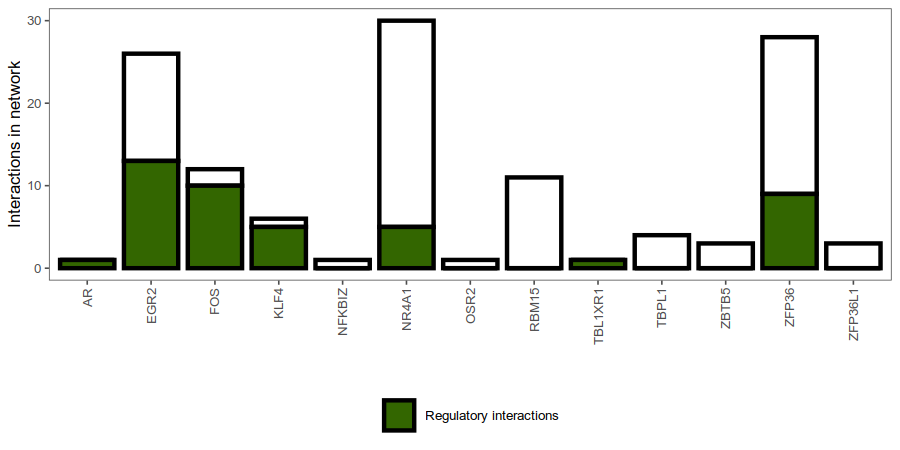 Interactions in network
30
20
10
0
AR
EGR2
FOS
KLF4
NFKBIZ
NR4A1
OSR2
RBM15
TBL1XR1
TBPL1
ZBTB5
ZFP36
ZFP36L1
Regulatory interactions